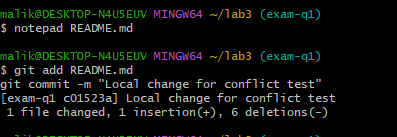 malik@DESKTOP-N4U5EUV MINGW64 ~/lab3 (exam-q1)
$ notepad README.md

malik@DESKTOP-N4U5EUV MINGW64 ~/lab3 (exam-q1)
$ git add README.md
git commit -m "Local change for conflict test"
[exam-q1 c01523a] Local change for conflict test
 1 file changed, 1 insertion(+), 6 deletions(-)